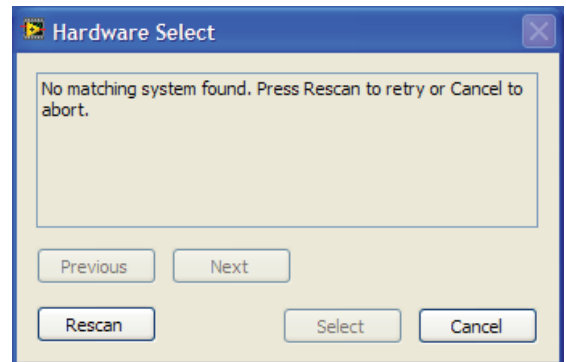 Hardware Select
No matching system found. Press Rescan to retry or Cancel to
abort.
Previous
Next
Rescan
Select
Cancel